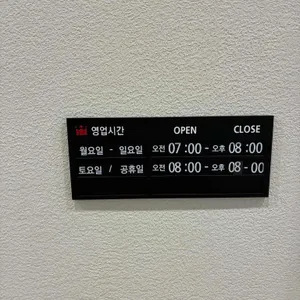 영업시간 OPEN CLOSE
월요일 - 일요일 오전 07:00 - 오후 08:00
토요일 / 공휴일 오전 08:00 - 오후 08-00